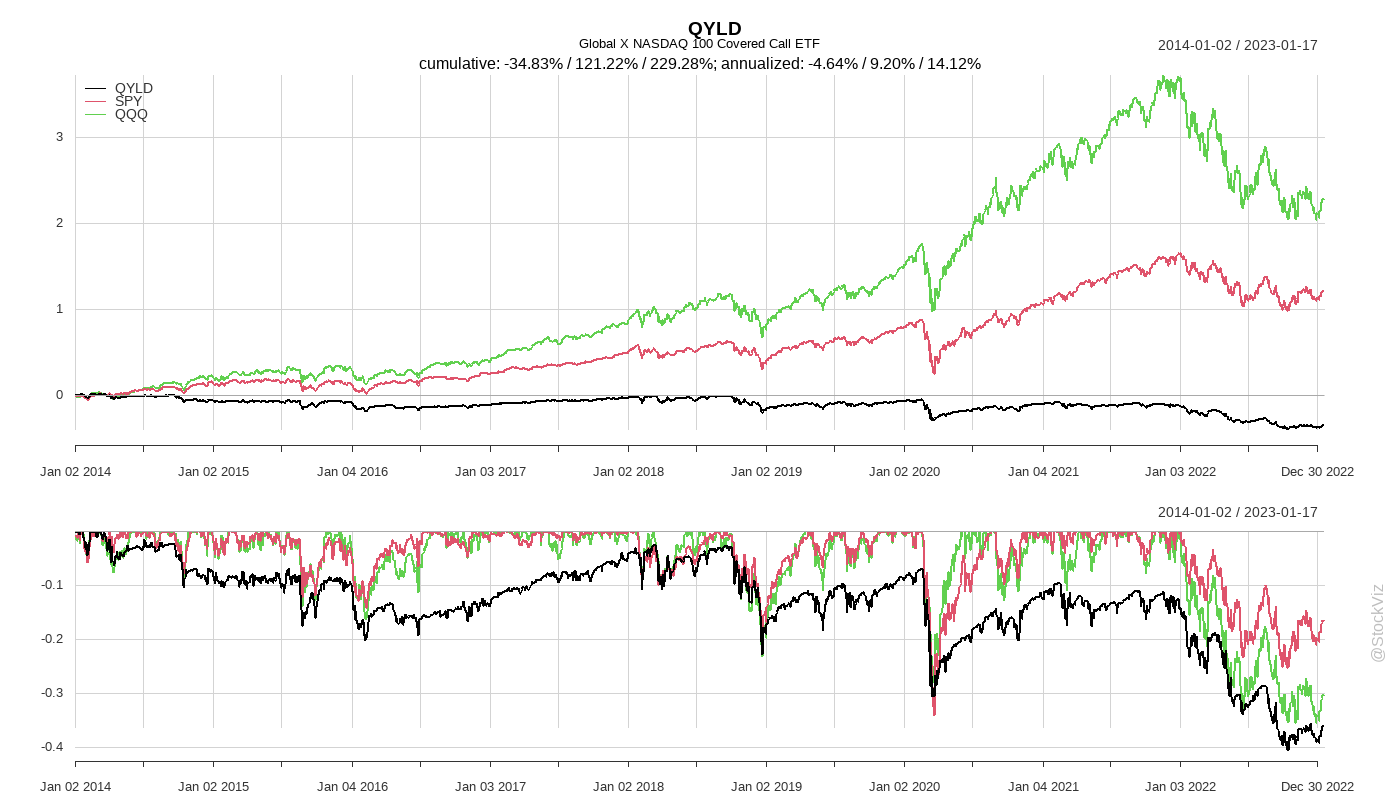 QYLD
Global X NASDAQ 100 Covered Call ETF
2014-01-02 / 2023-01-17
cumulative: -34.83% / 121.22% / 229.28%; annualized: -4.64% / 9.20% / 14.12%
QYLD
SPY
QQQ
3
2
1
0
Jan 02 2014 Jan 02 2015 Jan 04 2016 Jan 03 2017 Jan 02 2018 Jan 02 2019 Jan 02 2020 Jan 04 2021 Jan 03 2022 Dec 30 2022
2014-01-02 / 2023-01-17
-0.1
-0.2
-0.3
-0.4
Jan 02 2014 Jan 02 2015 Jan 04 2016 Jan 03 2017 Jan 02 2018 Jan 02 2019 Jan 02 2020 Jan 04 2021 Jan 03 2022 Dec 30 2022
@StockViz